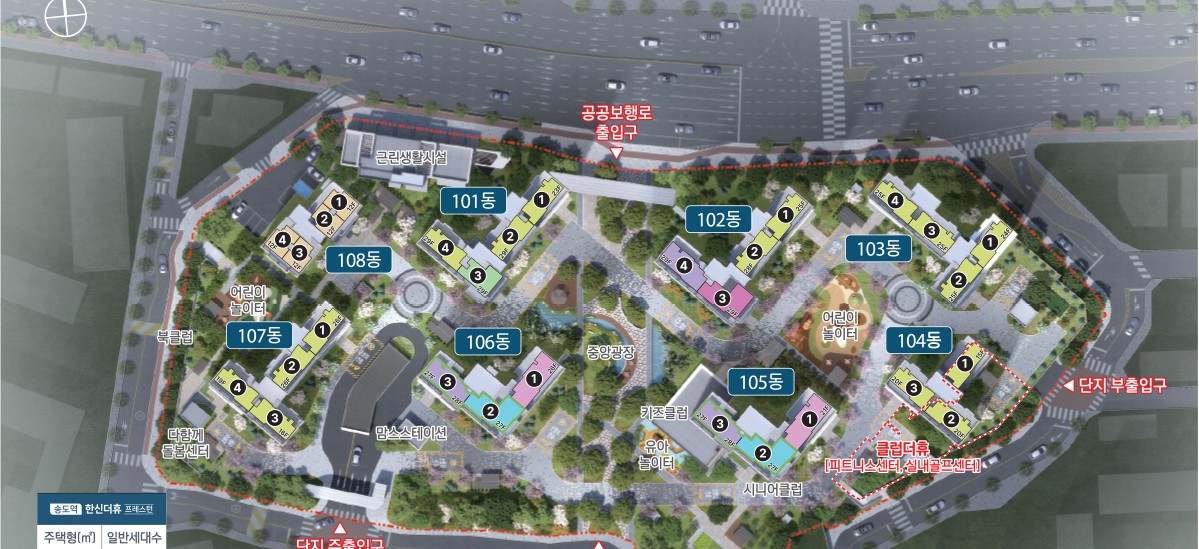 공공보행로
출입구
근린생활시설
101동
102동
103동
108동
107동
106동
105동
104동
어린이
놀이터
북클럽
중앙광장
어린이
놀이터
단지 부출입구
키즈클럽
유아
놀이터
맘스스테이션
다함께
돌봄센터
클럽더휴
[피트니스센터, 실내골프센터]
시니어클럽
송도역 한신더휴 프레스턴
주택형(㎡) 일반세대수
단지 주출입구